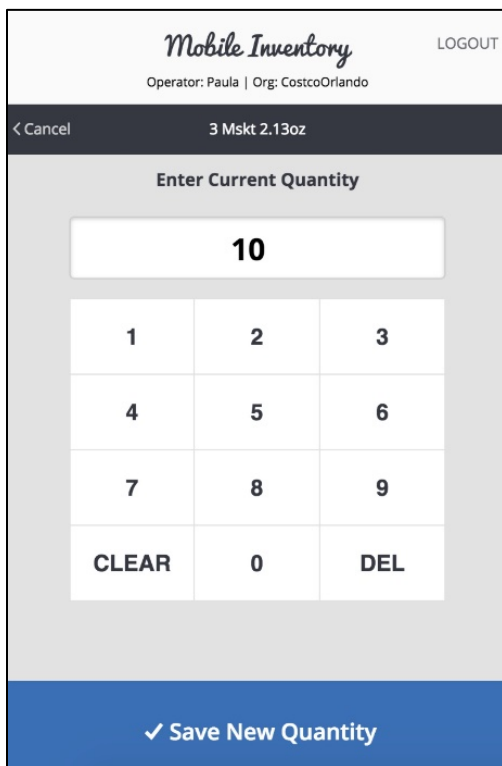 Mobile Inventory
LOGOUT
Operator: Paula | Org: CostcoOrlando
< Cancel
3 Mskt 2.13oz
Enter Current Quantity
10
1 2 3
4 5 6
7 8 9
CLEAR 0 DEL
✓ Save New Quantity